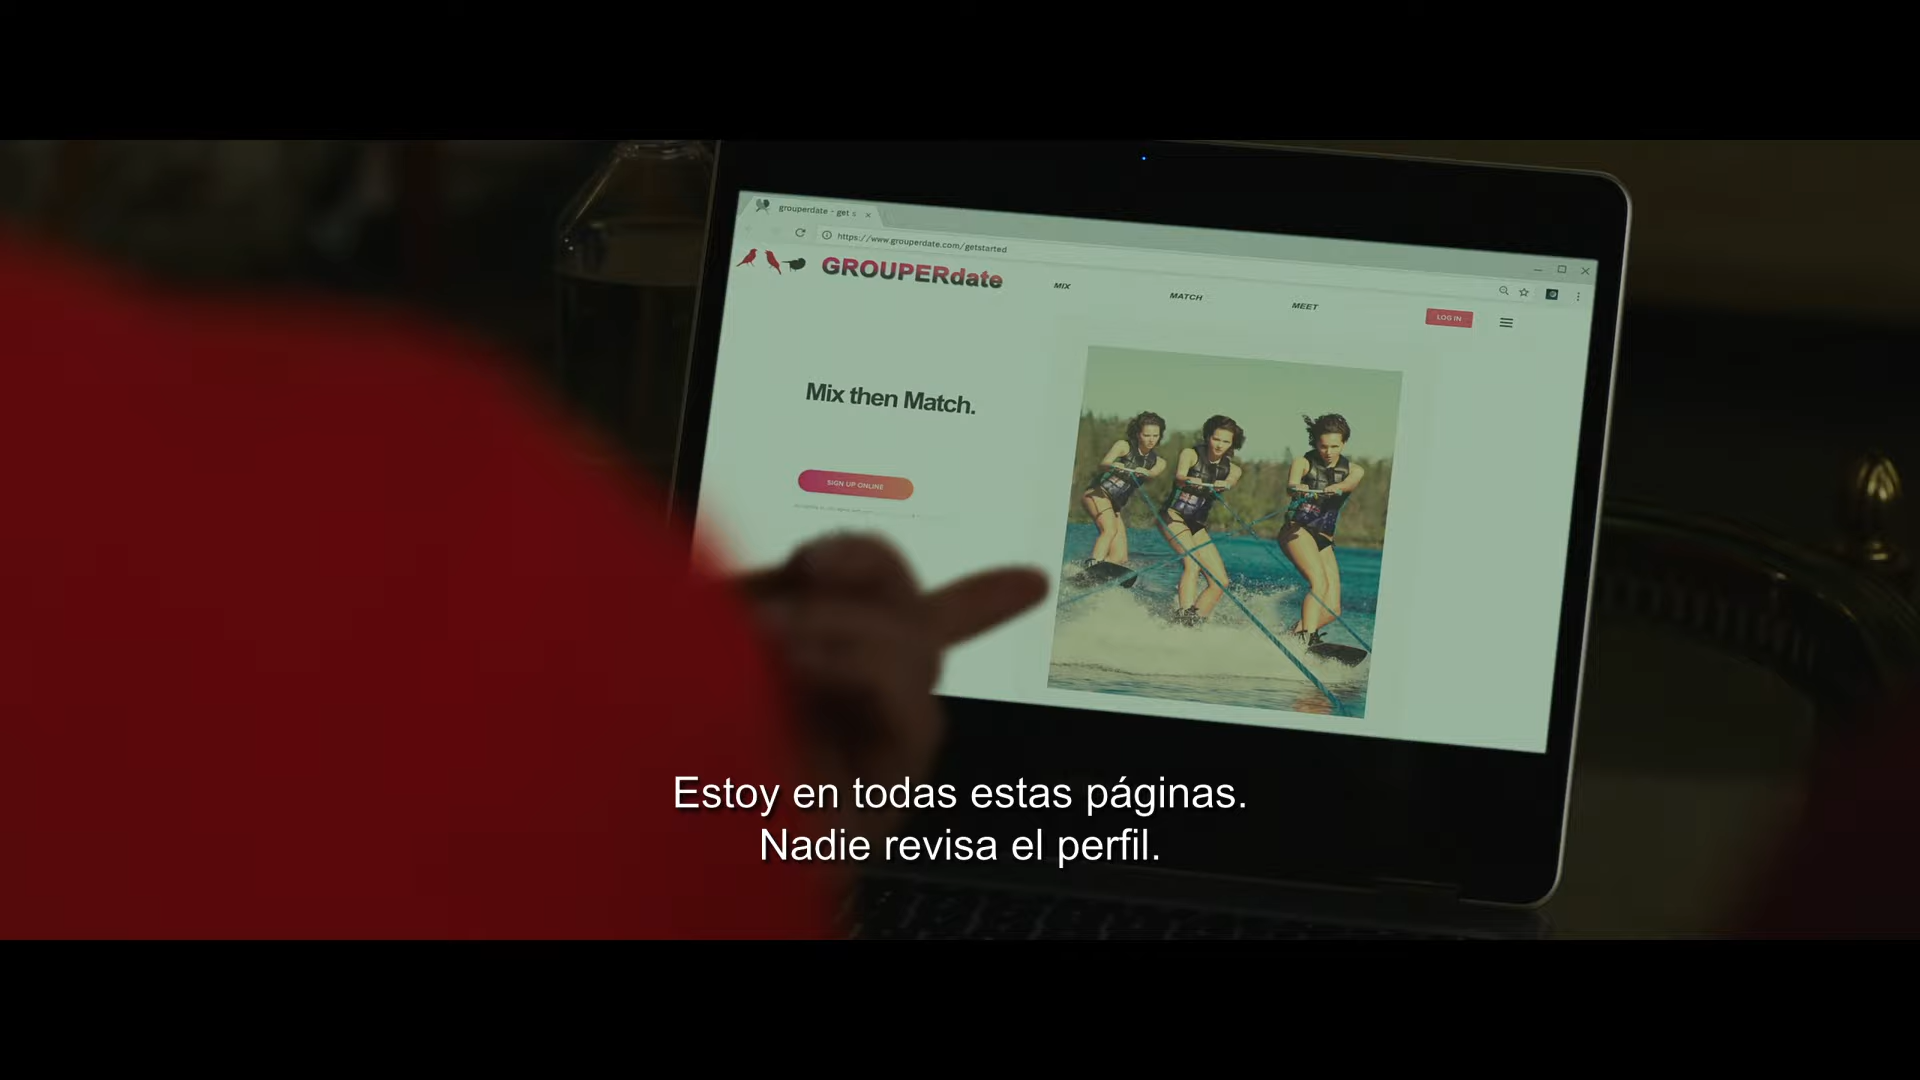 grouperdate - get s
https://www.grouperdate.com/getstarted
GROUPERdate
MIX
MATCH
MEET
LOG IN
Mix then Match.
SIGN UP ONLINE
Estoy en todas estas páginas.
Nadie revisa el perfil.